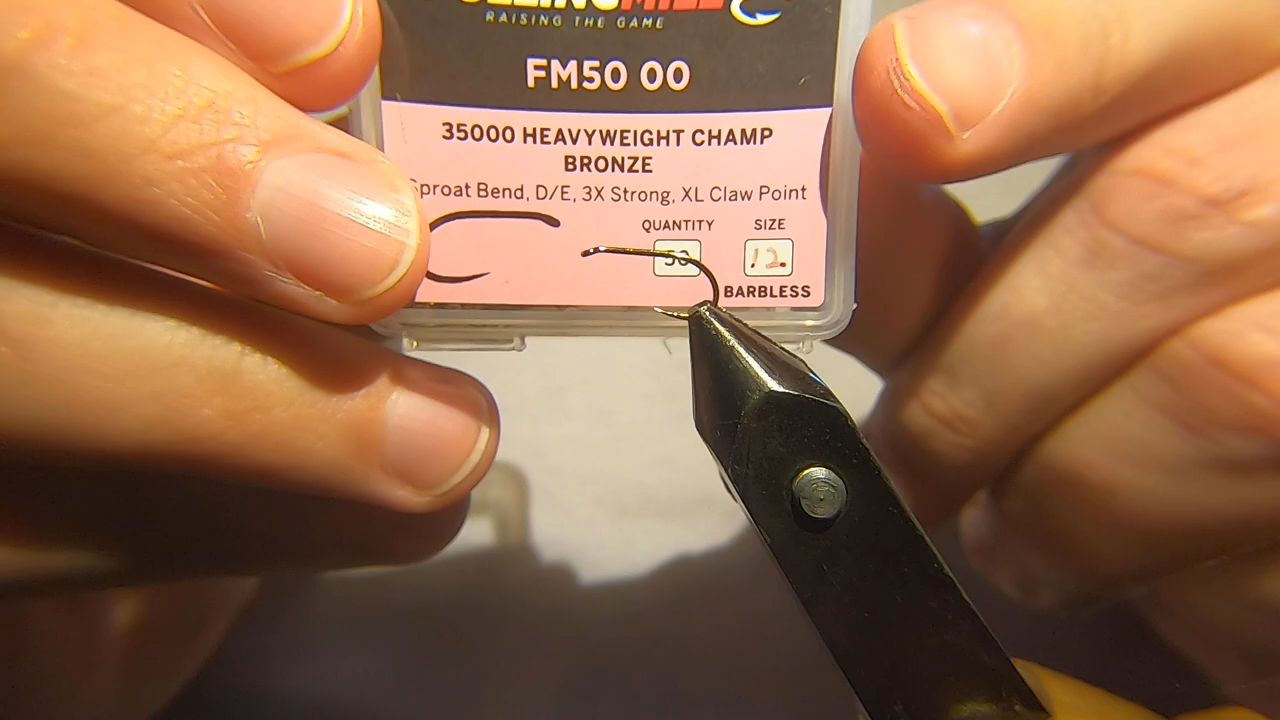 RAISING THE GAME
FM50 00
35000 HEAVYWEIGHT CHAMP
BRONZE
Sproat Bend, D/E, 3X Strong, XL Claw Point
QUANTITY SIZE
50 12
BARBLESS